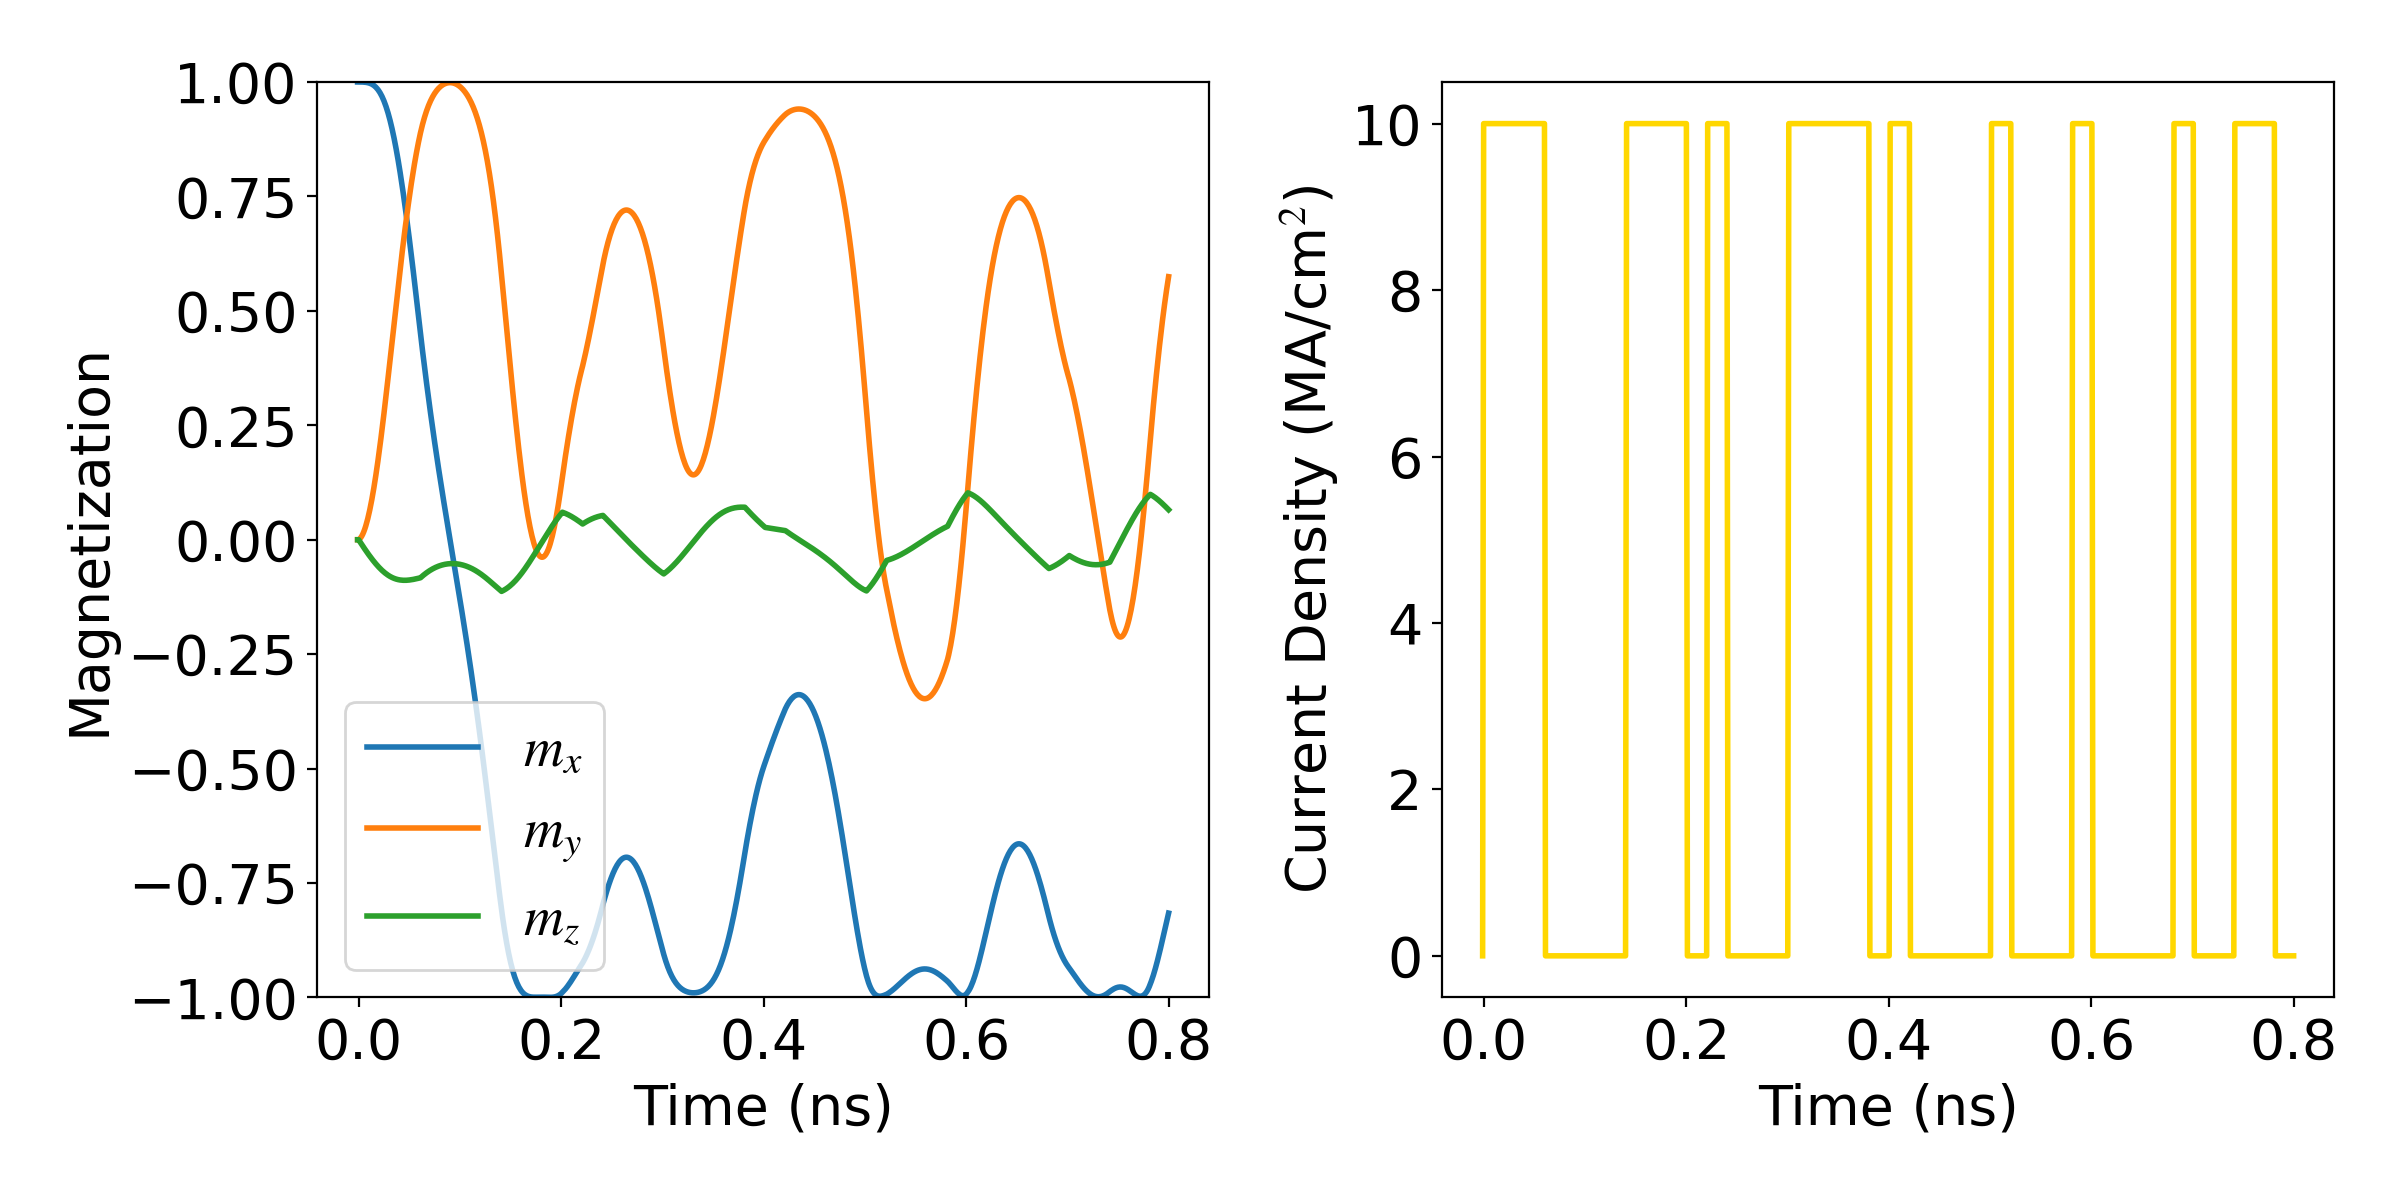 Magnetization
1.00
0.75
0.50
0.25
0.00
−0.25
−0.50
−0.75
−1.00
m_x
m_y
m_z
0.0 0.2 0.4 0.6 0.8
Time (ns)
Current Density (MA/cm²)
10
8
6
4
2
0
0.0 0.2 0.4 0.6 0.8
Time (ns)